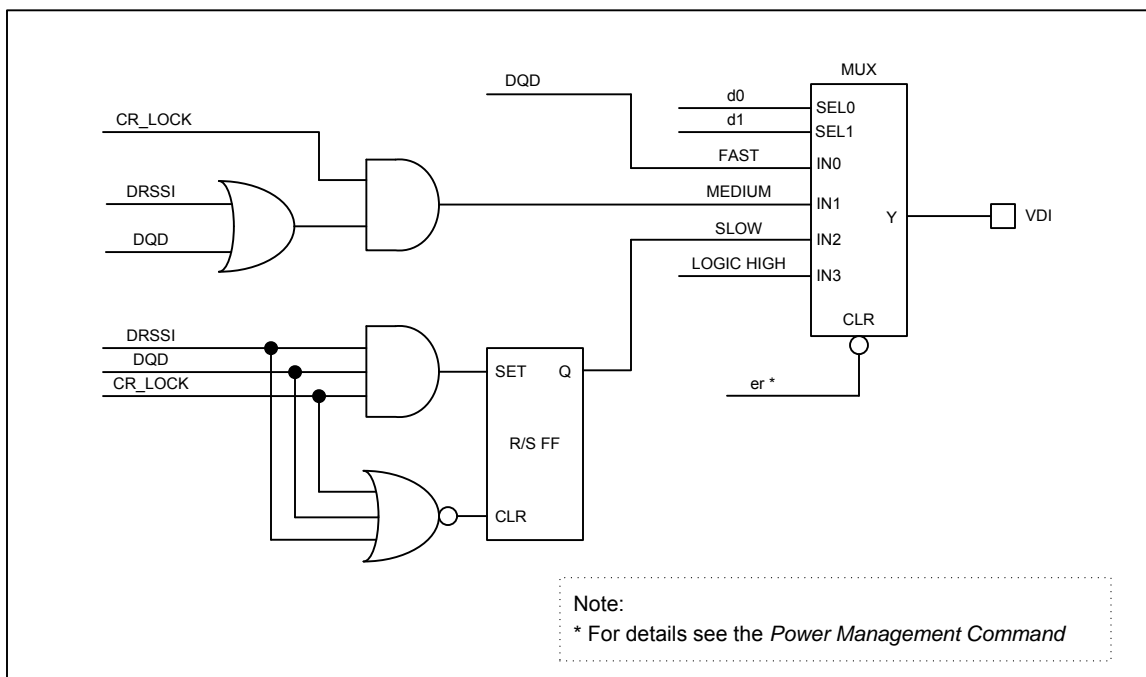 MUX
DQD
d0
SEL0
d1
SEL1
CR_LOCK
FAST
IN0
DRSSI
MEDIUM
IN1
Y
VDI
DQD
SLOW
IN2
LOGIC HIGH
IN3
CLR
DRSSI
DQD
CR_LOCK
SET
Q
er *
R/S FF
CLR
Note:
* For details see the Power Management Command